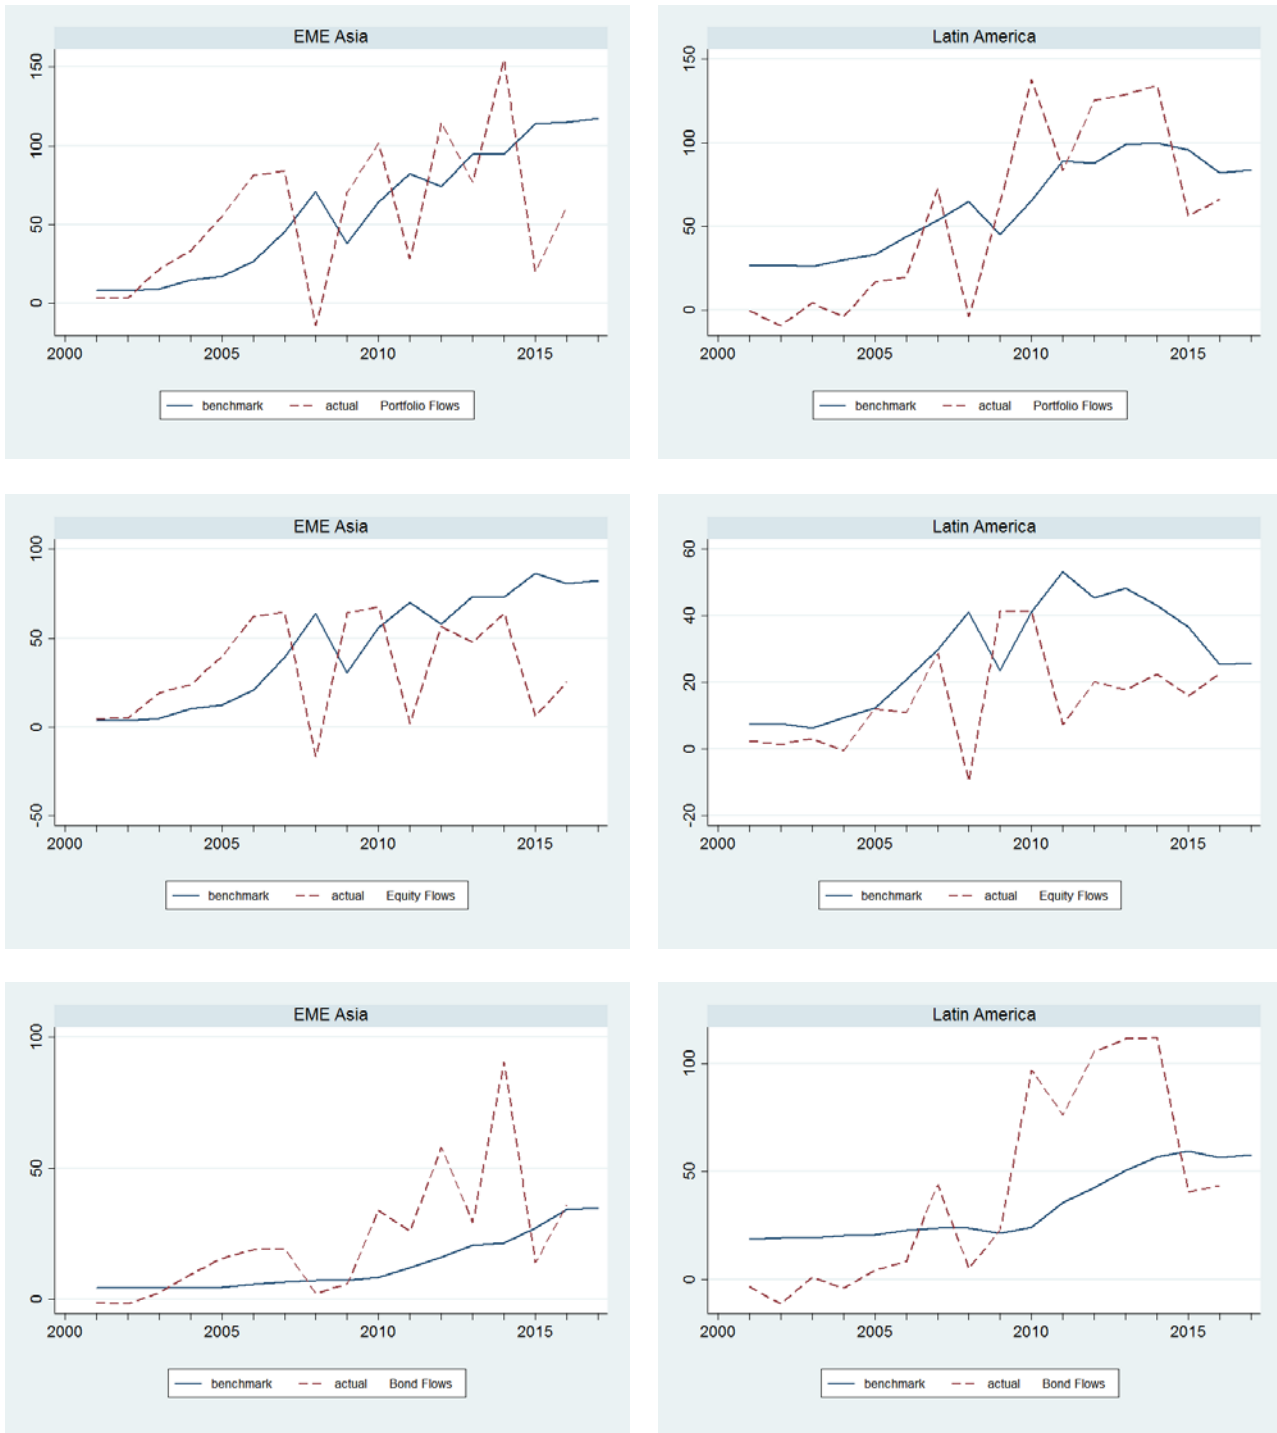 EME Asia
150
100
50
0
2000 2005 2010 2015
benchmark actual Portfolio Flows
Latin America
150
100
50
0
2000 2005 2010 2015
benchmark actual Portfolio Flows
EME Asia
100
50
0
-50
2000 2005 2010 2015
benchmark actual Equity Flows
Latin America
60
40
20
0
-20
2000 2005 2010 2015
benchmark actual Equity Flows
EME Asia
100
50
0
2000 2005 2010 2015
benchmark actual Bond Flows
Latin America
100
50
0
2000 2005 2010 2015
benchmark actual Bond Flows